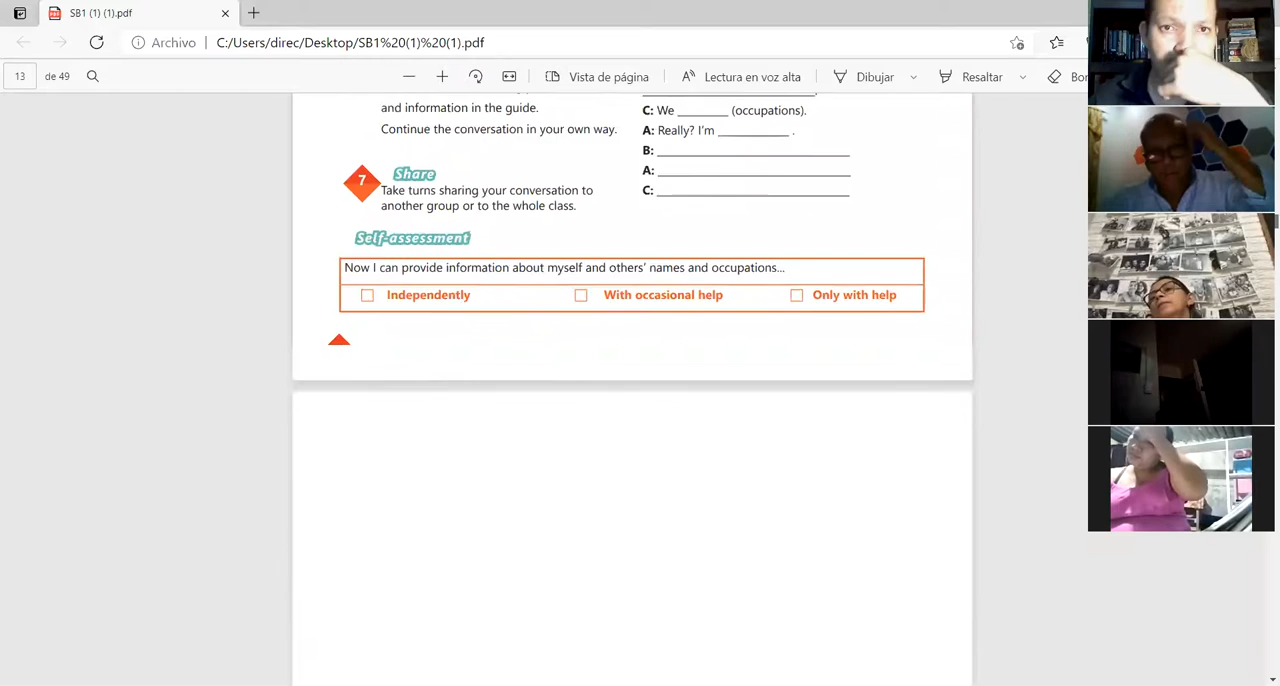 SB1 (1) (1).pdf
Archivo | C:/Users/direc/Desktop/SB1%20(1)%20(1).pdf
13 de 49 Vista de página Lectura en voz alta Dibujar Resaltar
and information in the guide.
Continue the conversation in your own way.
7 Share
Take turns sharing your conversation to
another group or to the whole class.
C: We ________ (occupations).
A: Really? I'm ___________ .
B: ______________________________
A: ______________________________
C: ______________________________
Self-assessment
Now I can provide information about myself and others' names and occupations...
Independently With occasional help Only with help